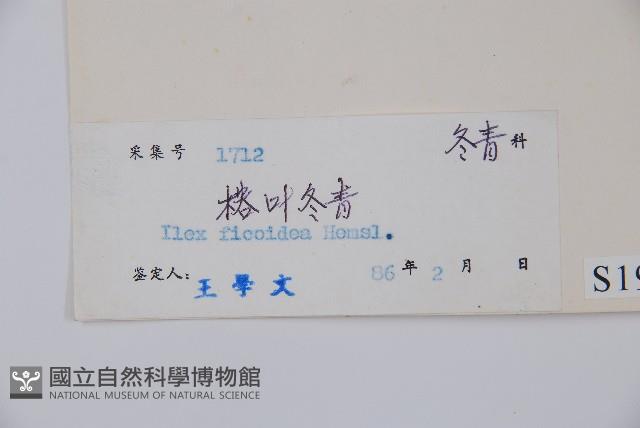 采集号 1712 冬青 科
榕叶冬青
Ilex ficoidea Hemsl.
鉴定人: 王學文 86 年 2 月 日
S19
國立自然科學博物館
NATIONAL MUSEUM OF NATURAL SCIENCE